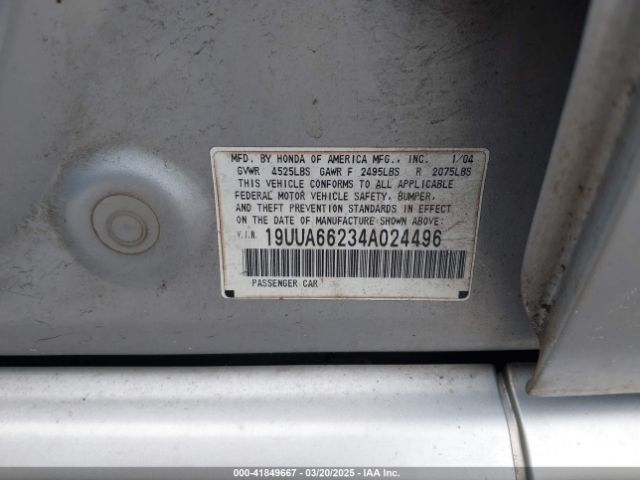 MFD. BY HONDA OF AMERICA MFG., INC. 1/04
GVWR 4525LBS GAWR F 2495LBS R 2075LBS
THIS VEHICLE CONFORMS TO ALL APPLICABLE
FEDERAL MOTOR VEHICLE SAFETY, BUMPER,
AND THEFT PREVENTION STANDARDS IN EFFECT
ON THE DATE OF MANUFACTURE SHOWN ABOVE:
V.I.N. 19UUA66234A024496
PASSENGER CAR
000-41849667 — 03/20/2025 — IAAI.COM